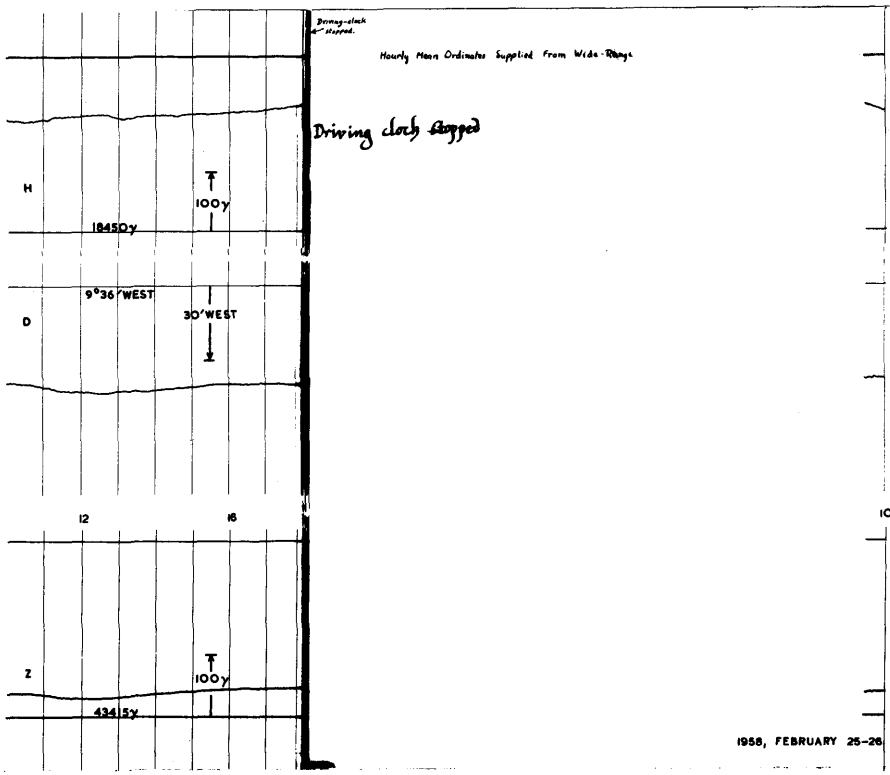 Driving-clock
stopped.
Hourly Mean Ordinates Supplied From Wide-Range
Driving clock stopped
H
100γ
18450γ
9°36'WEST
D
30'WEST
12
16
10
Z
100γ
43415γ
1958, FEBRUARY 25-26